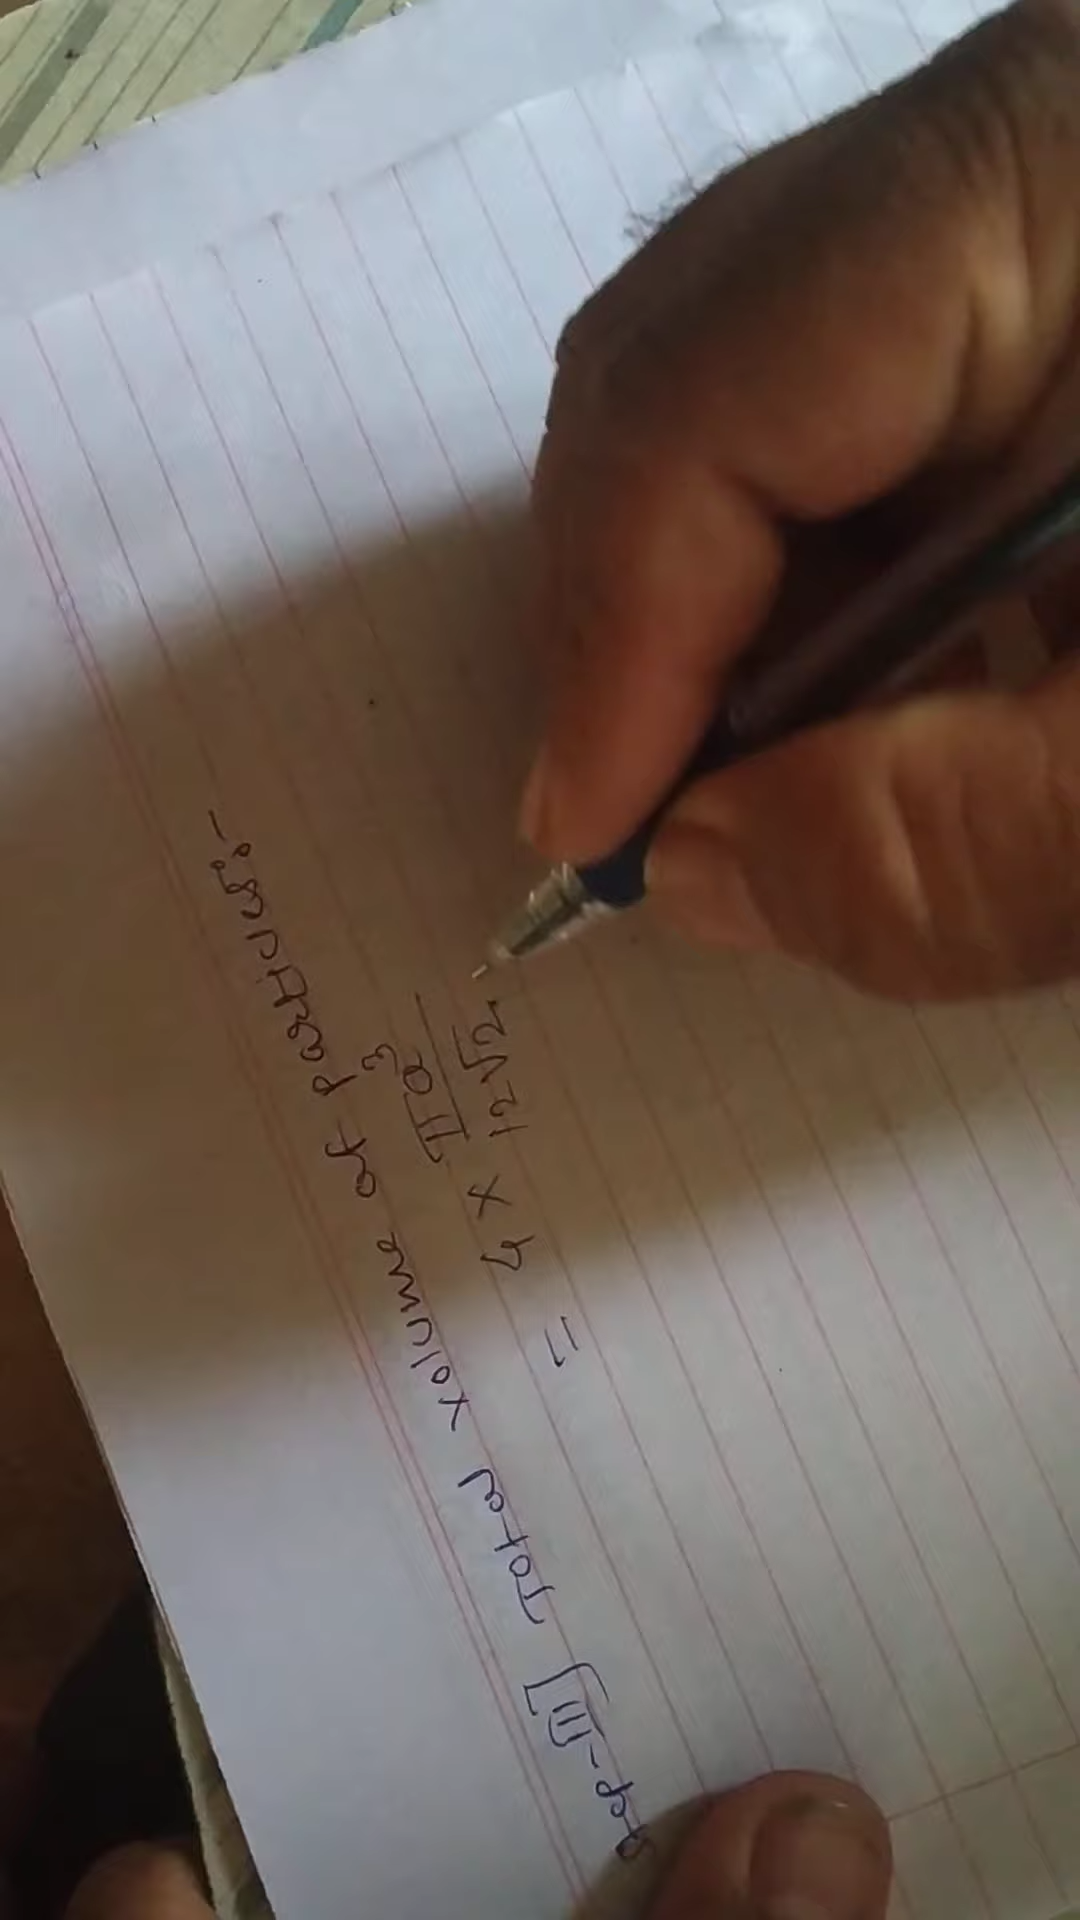 Step-III] Total volume of particles:-
= 4 × πa³/12√2